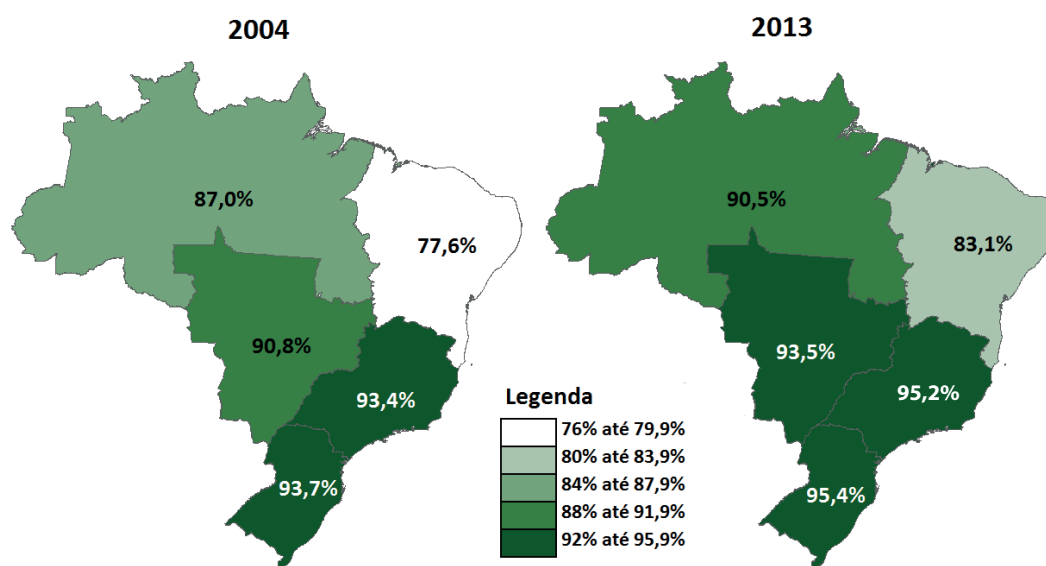 2004
87,0%
77,6%
90,8%
93,4%
93,7%
2013
90,5%
83,1%
93,5%
95,2%
95,4%
Legenda
76% até 79,9%
80% até 83,9%
84% até 87,9%
88% até 91,9%
92% até 95,9%